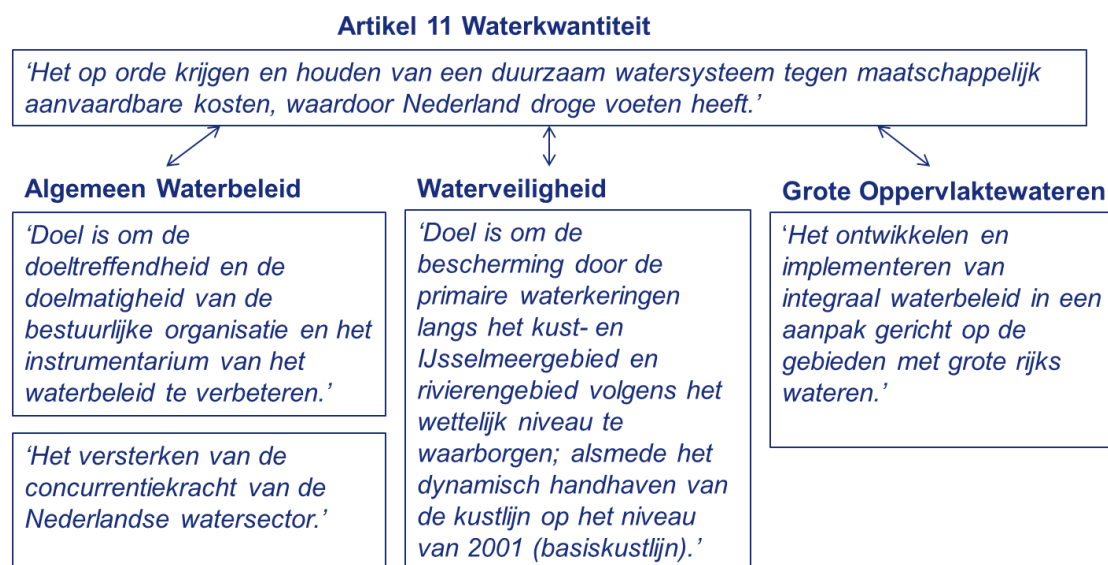 Artikel 11 Waterkwantiteit
‘Het op orde krijgen en houden van een duurzaam watersysteem tegen maatschappelijk
aanvaardbare kosten, waardoor Nederland droge voeten heeft.’
Algemeen Waterbeleid
‘Doel is om de
doeltreffendheid en de
doelmatigheid van de
bestuurlijke organisatie en het
instrumentarium van het
waterbeleid te verbeteren.’
‘Het versterken van de
concurrentiekracht van de
Nederlandse watersector.’
Waterveiligheid
‘Doel is om de
bescherming door de
primaire waterkeringen
langs het kust- en
IJsselmeergebied en
rivierengebied volgens het
wettelijk niveau te
waarborgen; alsmede het
dynamisch handhaven van
de kustlijn op het niveau
van 2001 (basiskustlijn).’
Grote Oppervlaktewateren
‘Het ontwikkelen en
implementeren van
integraal waterbeleid in een
aanpak gericht op de
gebieden met grote rijks
wateren.’